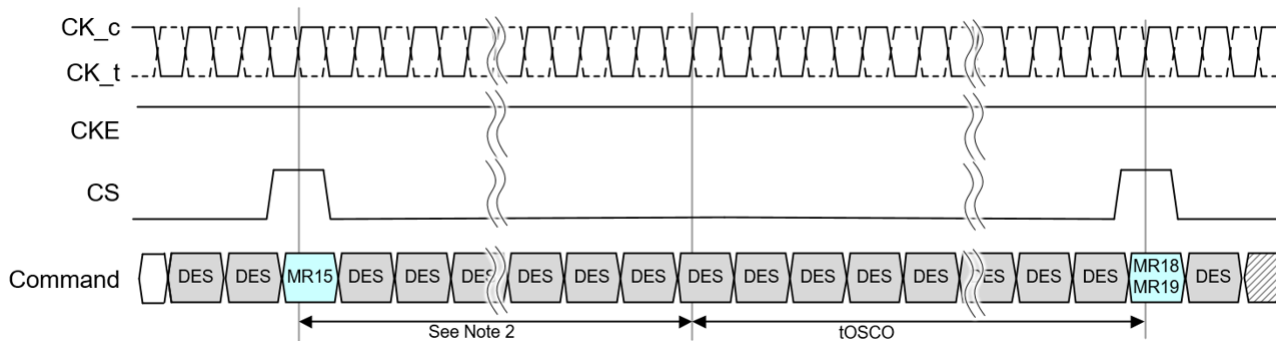 CK_c
CK_t
CKE
CS
Command DES DES MR15 DES DES DES DES DES DES DES DES DES DES DES DES DES DES MR18 DES
MR19
See Note 2 tOSCO